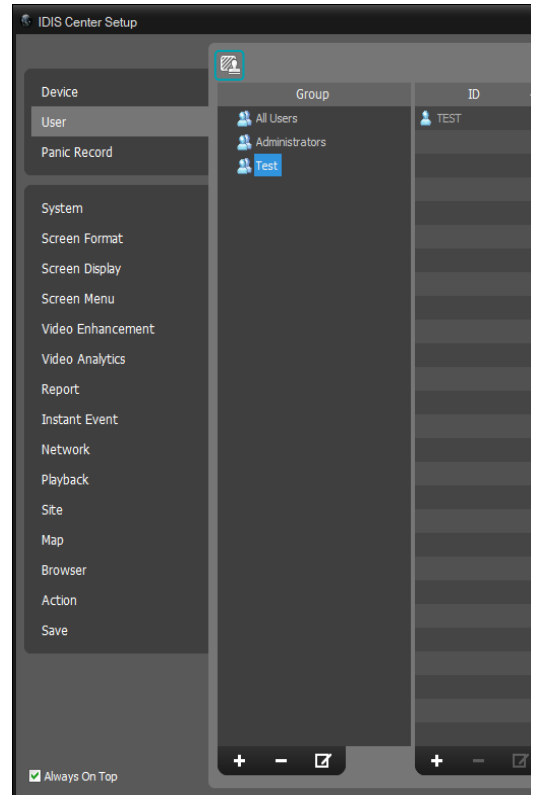 IDIS Center Setup
Device
User
Panic Record
System
Screen Format
Screen Display
Screen Menu
Video Enhancement
Video Analytics
Report
Instant Event
Network
Playback
Site
Map
Browser
Action
Save
Always On Top
Group
All Users
Administrators
Test
ID
TEST